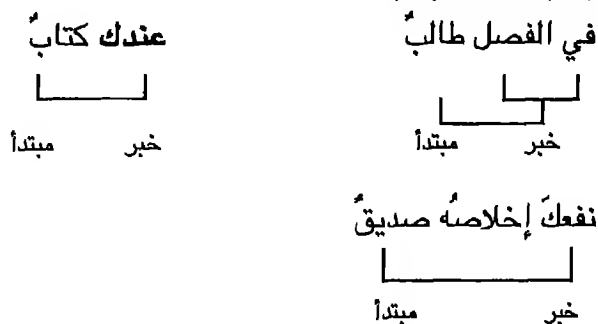 في الفصل طالبٌ
خبر مبتدأ
عندك كتابٌ
خبر مبتدأ
نفعكَ إخلاصُه صديقٌ
خبر مبتدأ